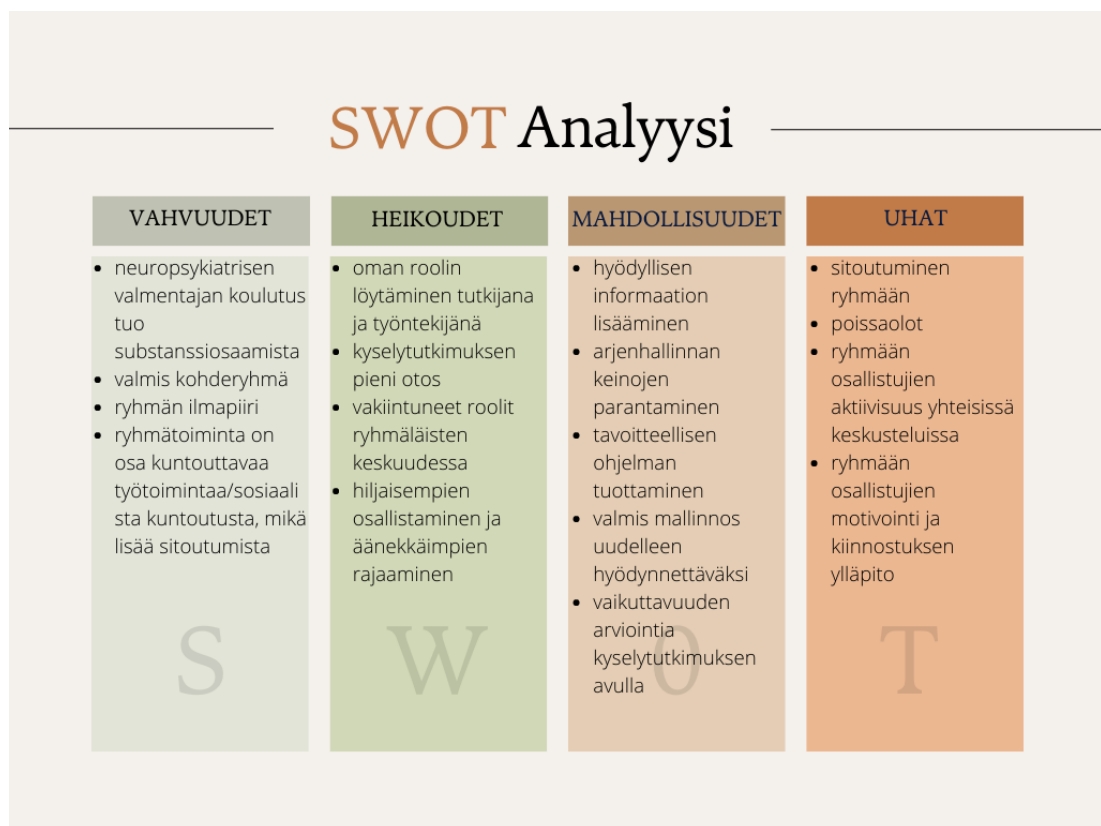 SWOT Analyysi
VAHVUUDET
• neuropsykiatrisen
valmentajan koulutus
tuo
substanssiosaamista
• valmis kohderyhmä
• ryhmän ilmapiiri
• ryhmätoiminta on
osa kuntouttavaa
työtoimintaa/sosiaali
sta kuntoutusta, mikä
lisää sitoutumista
S
HEIKOUDET
• oman roolin
löytäminen tutkijana
ja työntekijänä
• kyselytutkimuksen
pieni otos
• vakiintuneet roolit
ryhmäläisten
keskuudessa
• hiljaisempien
osallistaminen ja
äänekkäimpien
rajaaminen
W
MAHDOLLISUUDET
• hyödyllisen
informaation
lisääminen
• arjenhallinnan
keinojen
parantaminen
• tavoitteellisen
ohjelman
tuottaminen
• valmis mallinnos
uudelleen
hyödynnettäväksi
• vaikuttavuuden
arviointia
kyselytutkimuksen
avulla
0
UHAT
• sitoutuminen
ryhmään
• poissaolot
• ryhmään
osallistujien
aktiivisuus yhteisissä
keskusteluissa
• ryhmään
osallistujien
motivointi ja
kiinnostuksen
ylläpito
T